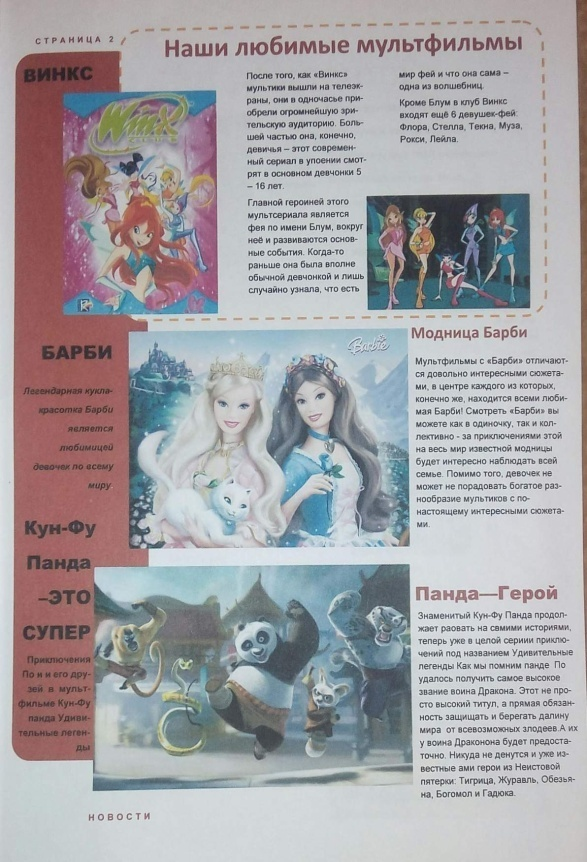 СТРАНИЦА 2
Наши любимые мультфильмы
ВИНКС
Winx
CLUB
После того, как «Винкс»
мультики вышли на телеэк-
раны, они в одночасье при-
обрели огромнейшую зри-
тельскую аудиторию. Боль-
шей частью она, конечно,
девичья – этот современ-
ный сериал в упоении смот-
рят в основном девчонки 5
– 16 лет.
Главной героиней этого
мультсериала является
фея по имени Блум, вокруг
неё и развиваются основ-
ные события. Когда-то
раньше она была вполне
обычной девчонкой и лишь
случайно узнала, что есть
мир фей и что она сама –
одна из волшебниц.
Кроме Блум в клуб Винкс
входят ещё 6 девушек-фей:
Флора, Стелла, Текна, Муза,
Рокси, Лейла.
БАРБИ
Легендарная кукла-
красотка Барби
является
любимицей
девочек по всему
миру
Barbie
Модница Барби
Мультфильмы с «Барби» отличают-
ся довольно интересными сюжета-
ми, в центре каждого из которых,
конечно же, находится всеми люби-
мая Барби! Смотреть «Барби» вы
можете как в одиночку, так и кол-
лективно - за приключениями этой
на весь мир известной модницы
будет интересно наблюдать всей
семье. Помимо того, девочек не
может не порадовать богатое раз-
нообразие мультиков с по-
настоящему интересными сюжета-
ми.
Кун-Фу
Панда
–ЭТО
СУПЕР
Приключения
По и его дру-
зей в мульт-
фильме Кун-Фу
панда Удиви-
тельные леген-
ды
Панда—Герой
Знаменитый Кун-Фу Панда продол-
жает раовать на свмими историями,
теперь уже в целой сериии приклю-
чений под названием Удивительные
легенды Как мы помним панде По
удалось получить самое высокое
звание воина Дракона. Этот не про-
сто высокий титул, а прямая обязан-
ность защищать и берегать далину
мира от всевозможных злодеев.А их
у воина Драконона будет предоста-
точно. Никуда не денутся и уже из-
вестные ами герои из Неистовой
пятерки: Тигрица, Журавль, Обезья-
на, Богомол и Гадюка.
НОВОСТИ